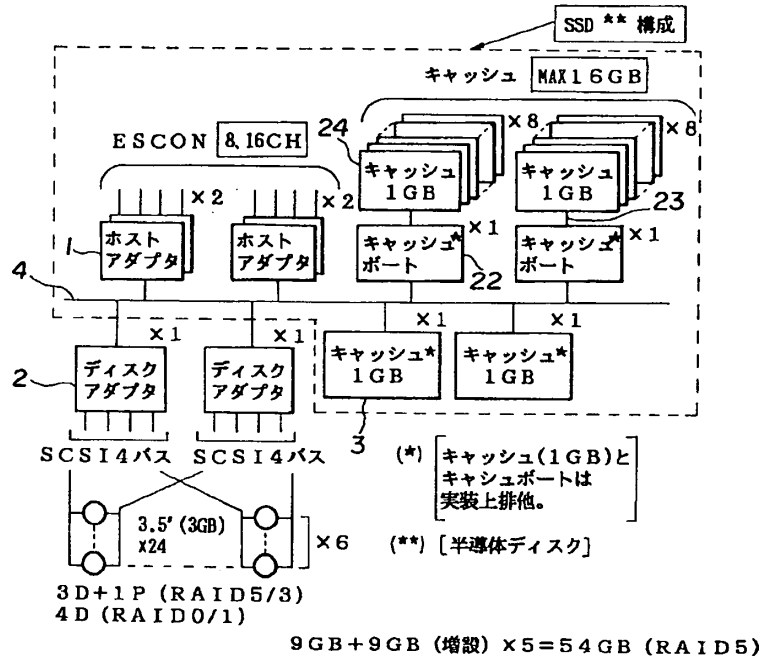 SSD ** 構成
キャッシュ MAX16GB
ESCON 8,16CH
24
×8
×8
キャッシュ
1GB
キャッシュ
1GB
23
×2
×2
×1
×1
1
ホスト
アダプタ
ホスト
アダプタ
キャッシュ*
ボート
22
キャッシュ*
ボート
4
×1
×1
×1
×1
2
ディスク
アダプタ
ディスク
アダプタ
キャッシュ*
1GB
キャッシュ*
1GB
3
SCSI4バス
SCSI4バス
(*) [キャッシュ(1GB)と
キャシュボートは
実装上排他。]
3.5' (3GB)
×24
×6
(**) [半導体ディスク]
3D+1P (RAID5/3)
4D (RAID0/1)
9GB+9GB (増設) ×5=54GB (RAID5)